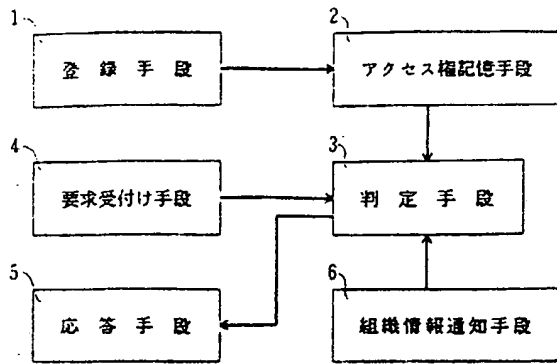 1
登録手段
2
アクセス権記憶手段
4
要求受付け手段
3
判定手段
5
応答手段
6
組織情報通知手段